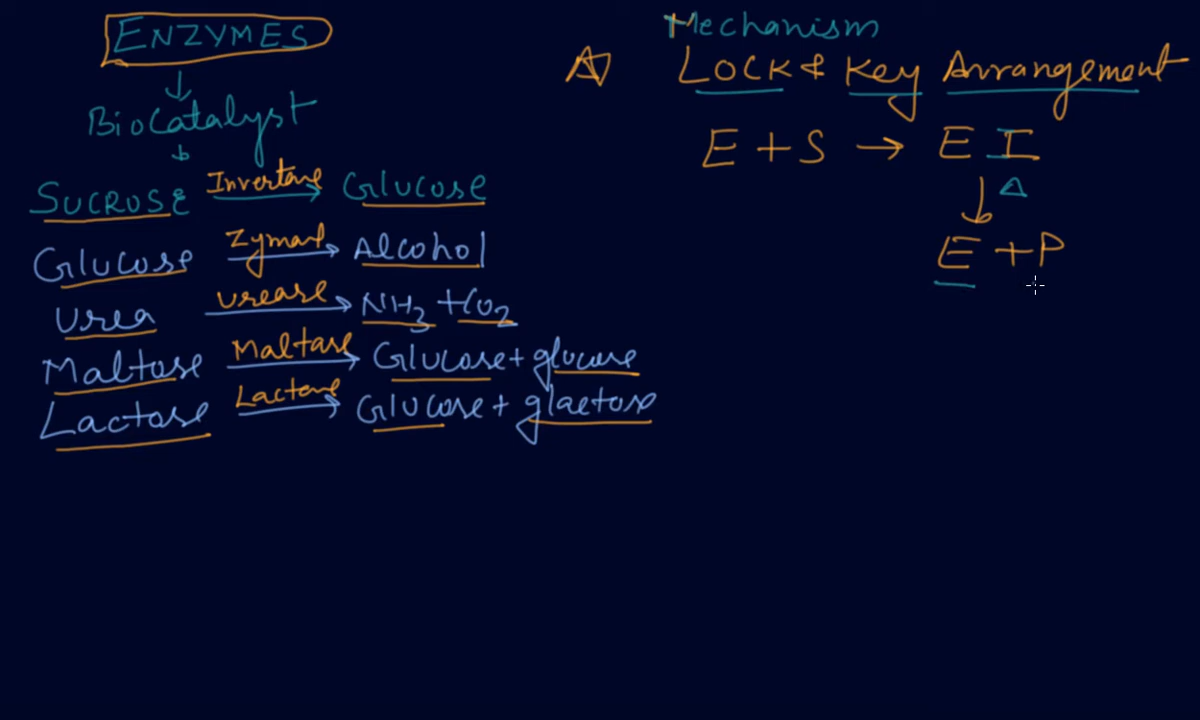 ENZYMES
↓
BioCatalyst
↓
SUCROSE Invertase → Glucose
Glucose Zymase → Alcohol
Urea Urease → NH3 + CO2
Maltose Maltase → Glucose + glucose
Lactose Lactase → Glucose + glactose
Mechanism
Lock & Key Arrangement
E + S → E I
↓ Δ
E + P